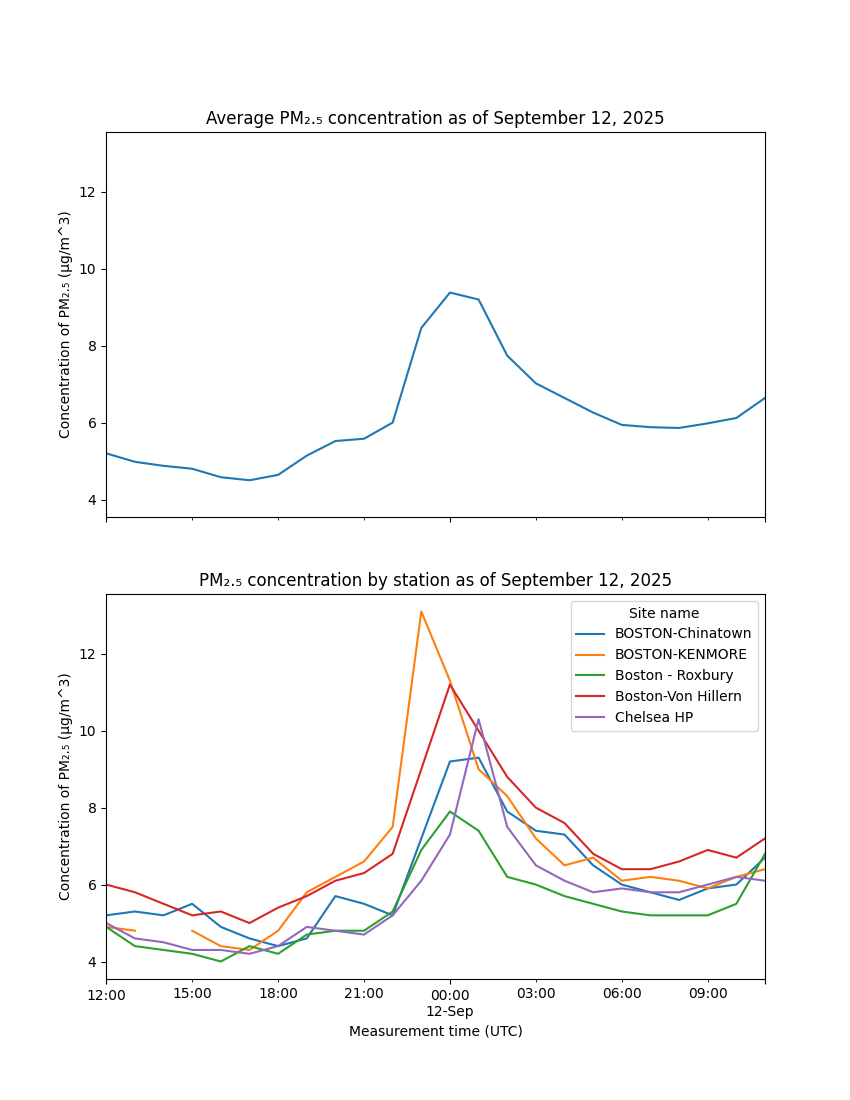 Average PM₂.₅ concentration as of September 12, 2025
Concentration of PM₂.₅ (µg/m^3)
12
10
8
6
4
PM₂.₅ concentration by station as of September 12, 2025
Concentration of PM₂.₅ (µg/m^3)
12
10
8
6
4
Site name
BOSTON-Chinatown
BOSTON-KENMORE
Boston - Roxbury
Boston-Von Hillern
Chelsea HP
12:00 15:00 18:00 21:00 00:00 03:00 06:00 09:00
12-Sep
Measurement time (UTC)